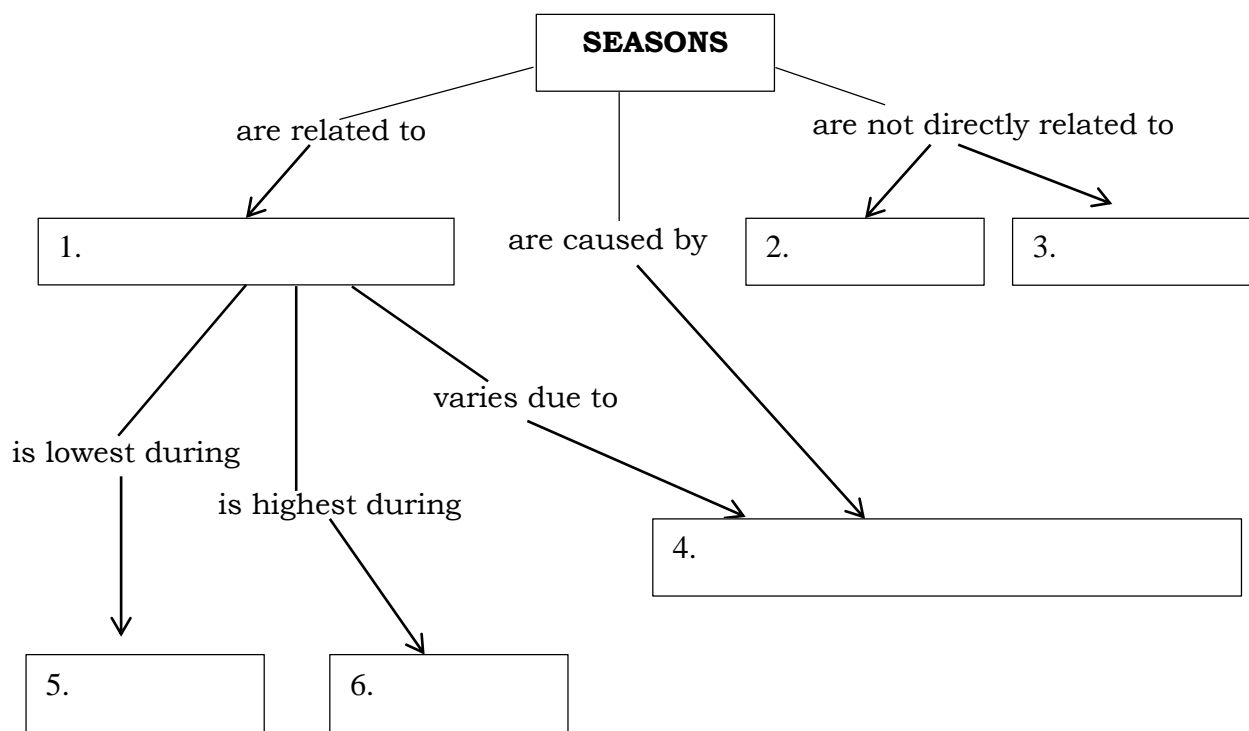 SEASONS
are related to
are not directly related to
1.
are caused by
2.
3.
varies due to
is lowest during
is highest during
4.
5.
6.